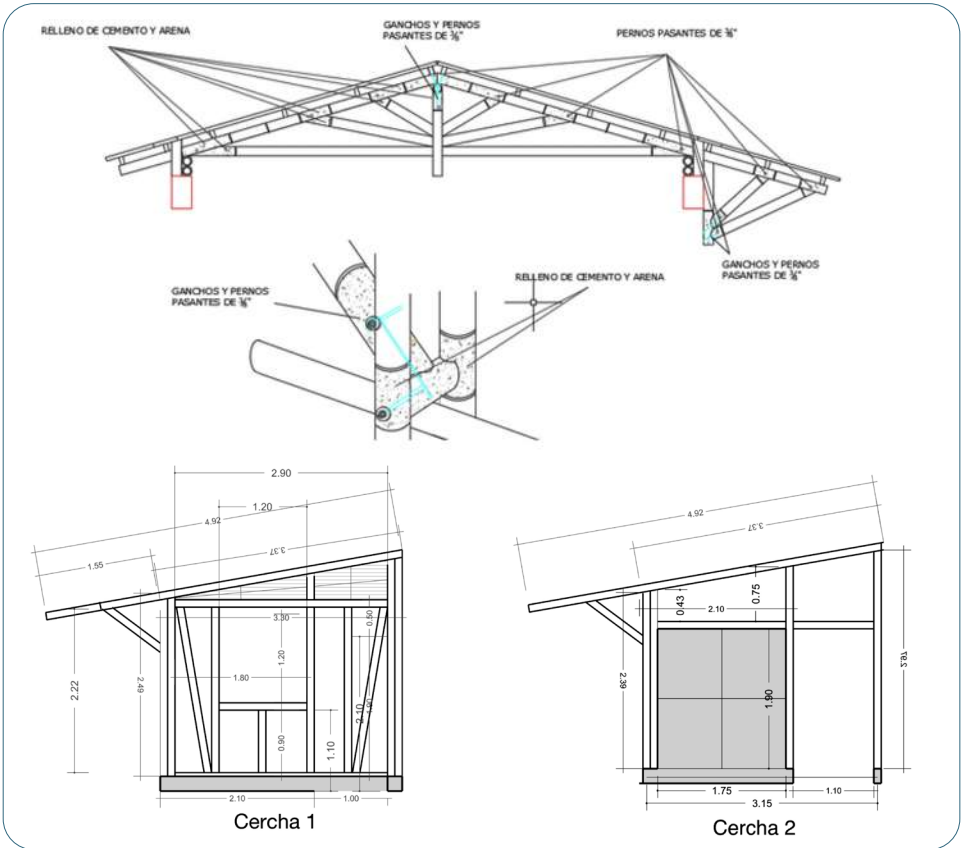 RELLENO DE CEMENTO Y ARENA
GANCHOS Y PERNOS
PASANTES DE ⅜"
PERNOS PASANTES DE ⅜"
GANCHOS Y PERNOS
PASANTES DE ⅜"
RELLENO DE CEMENTO Y ARENA
GANCHOS Y PERNOS
PASANTES DE ⅜"
2.90
1.20
4.92
3.37
1.55
3.30
0.50
1.20
1.80
2.22
2.49
2.10
1.90
0.90
1.10
2.10
1.00
Cercha 1
4.92
3.37
0.43
0.75
2.10
2.39
1.90
1.75
1.10
3.15
Cercha 2